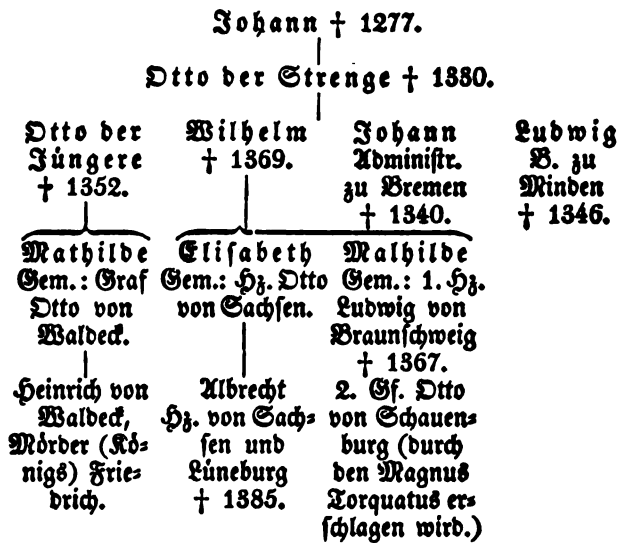 Johann † 1277.
Otto der Strenge † 1330.
Otto der
Jüngere
† 1352.
Wilhelm
† 1369.
Johann
Administr.
zu Bremen
† 1340.
Ludwig
B. zu
Minden
† 1346.
Mathilde
Gem.: Graf
Otto von
Waldeck.
Elisabeth
Gem.: Hz. Otto
von Sachsen.
Malhilde
Gem.: 1. Hz.
Ludwig von
Braunschweig
† 1367.
2. Gf. Otto
von Schauen-
burg (durch
den Magnus
Torquatus er-
schlagen wird.)
Heinrich von
Waldeck,
Mörder (Kö-
nigs) Frie-
drich.
Albrecht
Hz. von Sach-
sen und
Lüneburg
† 1385.